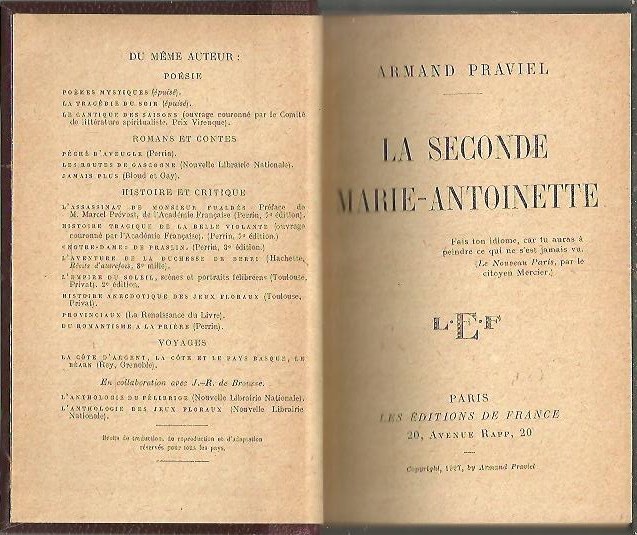 DU MÊME AUTEUR :
POÉSIE
POÈMES MYSTIQUES (épuisé).
LA TRAGÉDIE DU SOIR (épuisé).
LE CANTIQUE DES SAISONS (ouvrage couronné par le Comité
de littérature spiritualiste. Prix Virenque).
ROMANS ET CONTES
PÉCHÉ D'AVEUGLE (Perrin).
LES ROUTES DE GASCOGNE (Nouvelle Librairie Nationale).
JAMAIS PLUS (Bloud et Gay).
HISTOIRE ET CRITIQUE
L'ASSASSINAT DE MONSIEUR FUALDÈS Préface de
M. Marcel Prévost, de l'Académie Française (Perrin, 7e édition).
HISTOIRE TRAGIQUE DE LA BELLE VIOLANTE (ouvrage
couronné par l'Académie Française). (Perrin, 5e édition).
NOTRE-DAME DE PRASLIN. (Perrin, 3e édition).
L'AVENTURE DE LA DUCHESSE DE BERRI (Hachette,
Récits d'autrefois, 8e mille).
L'EMPIRE DU SOLEIL, scènes et portraits félibréens (Toulouse,
Privat). 2e édition.
HISTOIRE ANECDOTIQUE DES JEUX FLORAUX (Toulouse,
Privat).
PROVINCIAUX (La Renaissance du Livre).
DU ROMANTISME A LA PRIÈRE (Perrin).
VOYAGES
LA CÔTE D'ARGENT, LA CÔTE ET LE PAYS BASQUE, LE
BÉARN (Rey, Grenoble).
En collaboration avec J.-R. de Brousse.
L'ANTHOLOGIE DU FÉLIBRIGE (Nouvelle Librairie Nationale).
L'ANTHOLOGIE DES JEUX FLORAUX (Nouvelle Librairie
Nationale).
Droits de traduction, de reproduction et d'adaptation
réservés pour tous les pays.
ARMAND PRAVIEL
LA SECONDE
MARIE-ANTOINETTE
Fais ton idiome, car tu auras à
peindre ce qui ne s'est jamais vu.
(Le Nouveau Paris, par le
citoyen Mercier.)
L·E·F
PARIS
LES ÉDITIONS DE FRANCE
20, AVENUE RAPP, 20
Copyright, 1927, by Armand Praviel